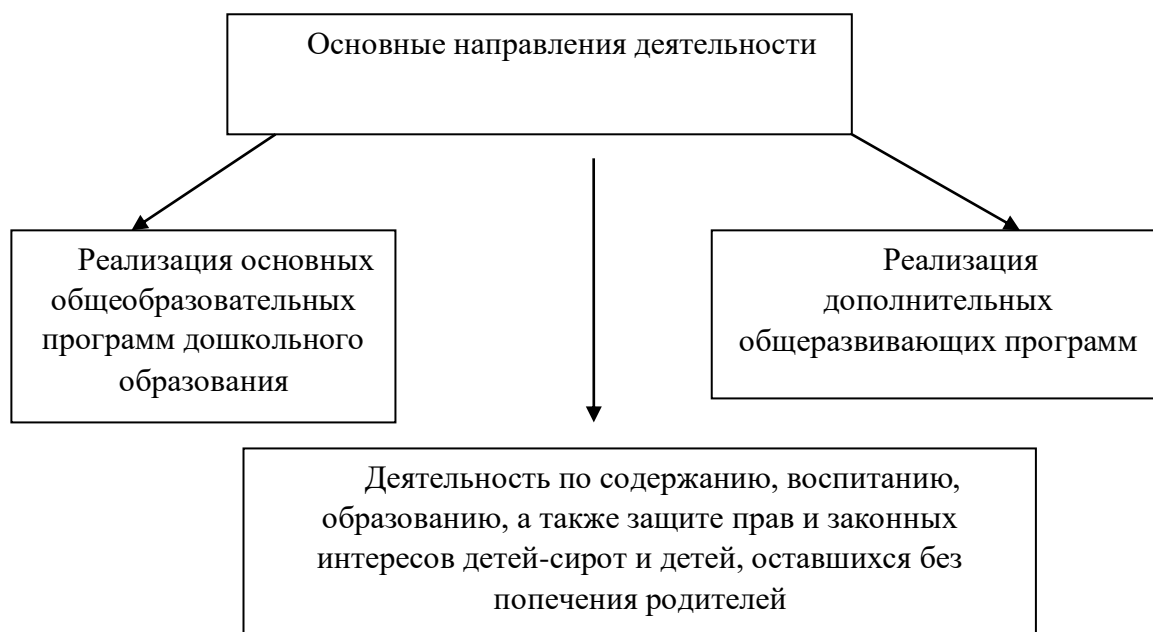 Основные направления деятельности
Реализация основных
общеобразовательных
программ дошкольного
образования
Реализация
дополнительных
общеразвивающих программ
Деятельность по содержанию, воспитанию,
образованию, а также защите прав и законных
интересов детей-сирот и детей, оставшихся без
попечения родителей